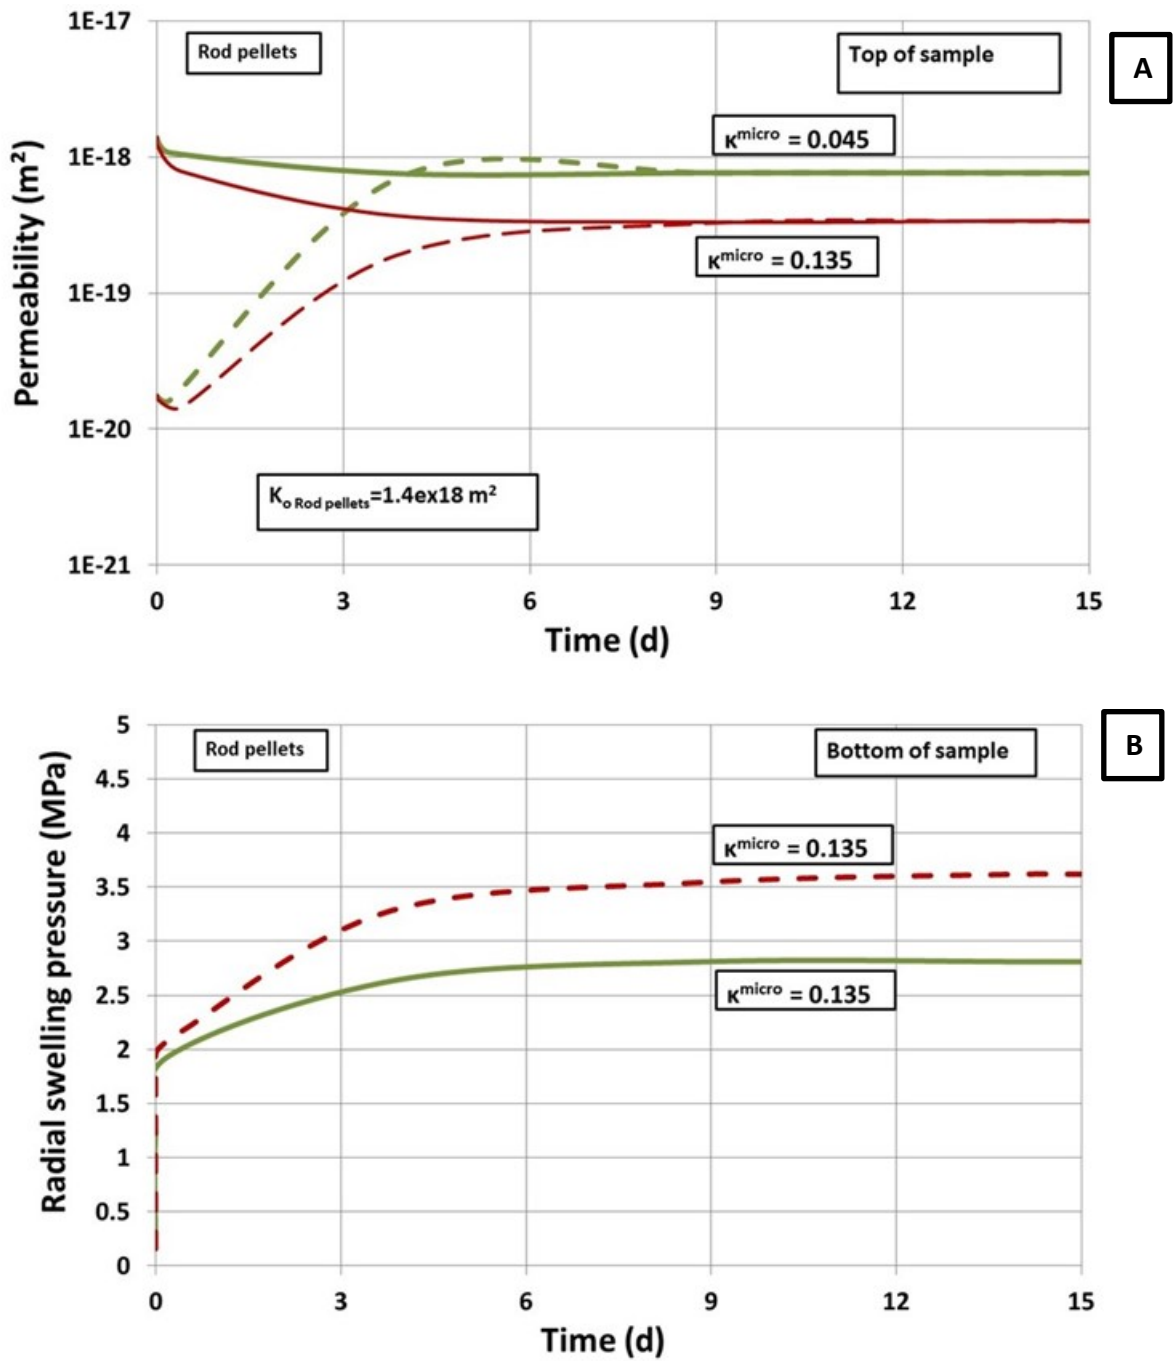 1E-17
Rod pellets
Top of sample
A
κmicro = 0.045
1E-18
κmicro = 0.135
1E-19
1E-20
Ko Rod pellets=1.4ex18 m2
1E-21
0 3 6 9 12 15
Time (d)
Permeability (m2)
5
Rod pellets
Bottom of sample
B
4.5
4
κmicro = 0.135
3.5
3
2.5
κmicro = 0.135
2
1.5
1
0.5
0
0 3 6 9 12 15
Time (d)
Radial swelling pressure (MPa)